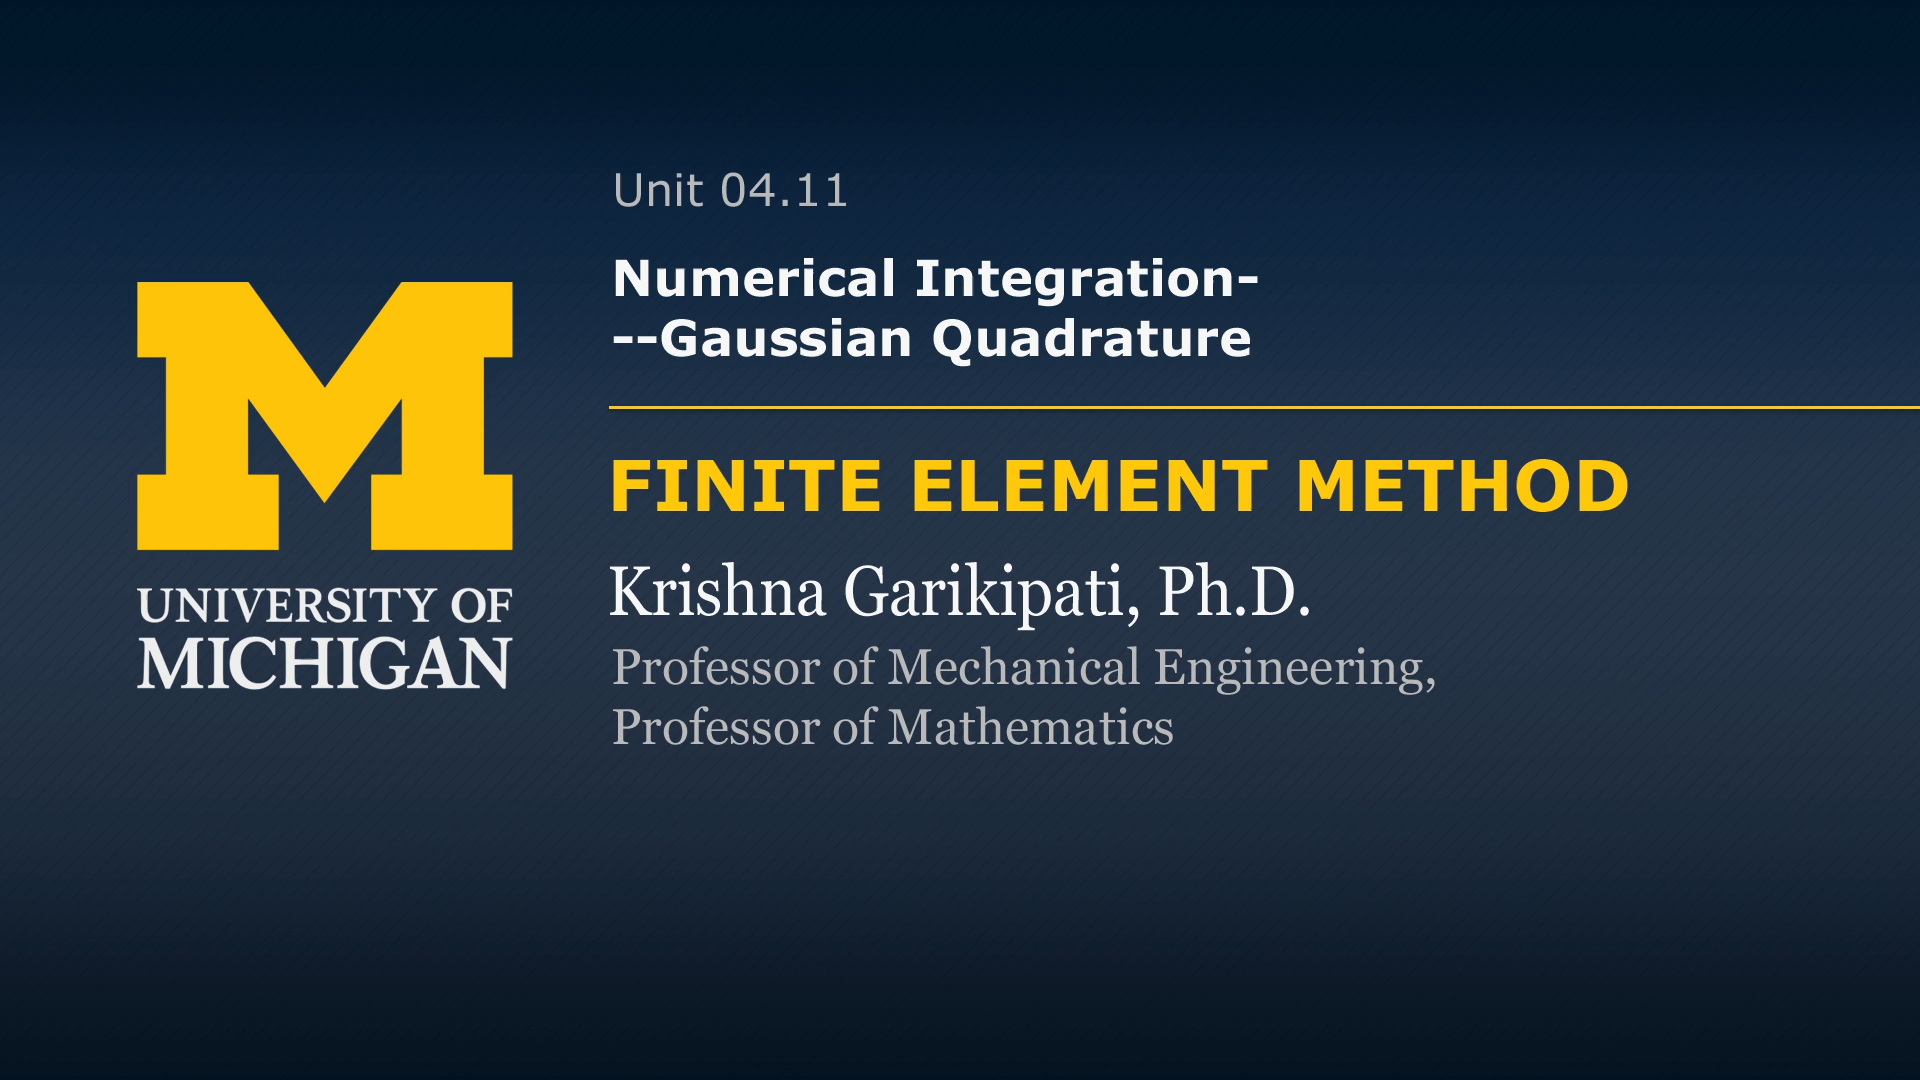 Unit 04.11
Numerical Integration-
--Gaussian Quadrature
FINITE ELEMENT METHOD
Krishna Garikipati, Ph.D.
Professor of Mechanical Engineering,
Professor of Mathematics
M
UNIVERSITY OF
MICHIGAN